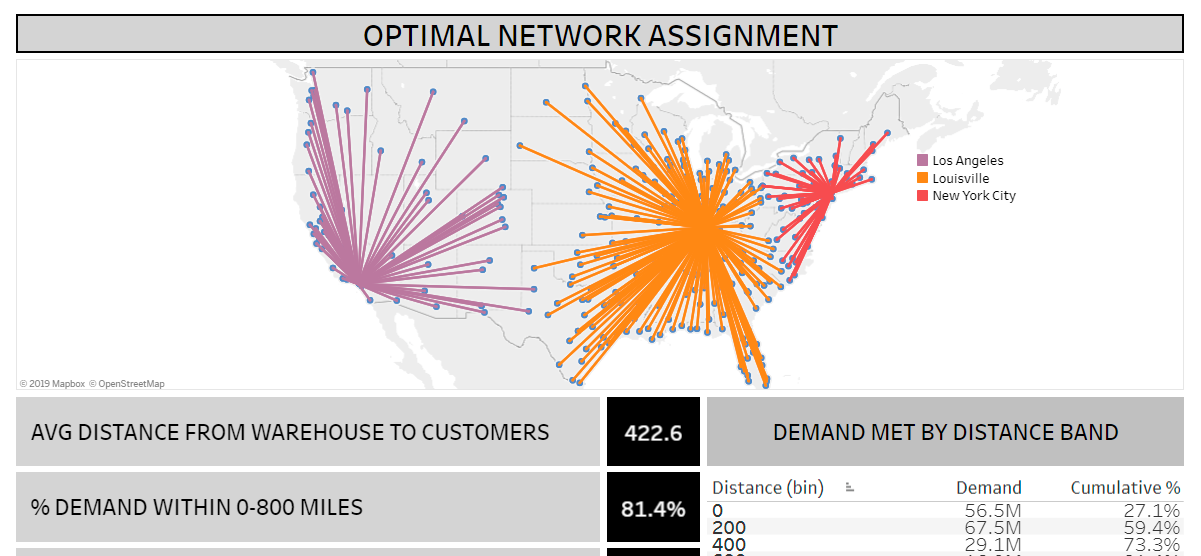 OPTIMAL NETWORK ASSIGNMENT
Los Angeles
Louisville
New York City
© 2019 Mapbox © OpenStreetMap
AVG DISTANCE FROM WAREHOUSE TO CUSTOMERS
422.6
DEMAND MET BY DISTANCE BAND
% DEMAND WITHIN 0-800 MILES
81.4%
Distance (bin) Demand Cumulative %
0 56.5M 27.1%
200 67.5M 59.4%
400 29.1M 73.3%